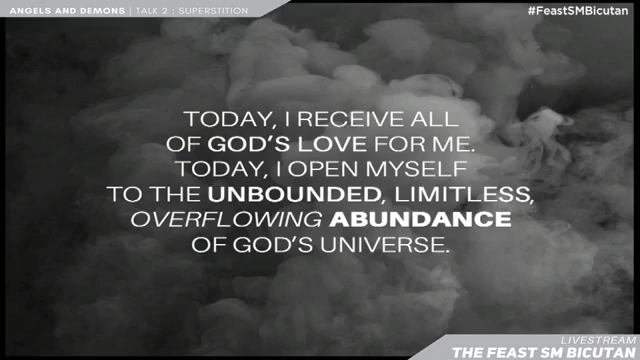 ANGELS AND DEMONS | TALK 2 : SUPERSTITION
#FeastSMBicutan
TODAY, I RECEIVE ALL
OF GOD'S LOVE FOR ME.
TODAY, I OPEN MYSELF
TO THE UNBOUNDED, LIMITLESS,
OVERFLOWING ABUNDANCE
OF GOD'S UNIVERSE.
LIVESTREAM
THE FEAST SM BICUTAN